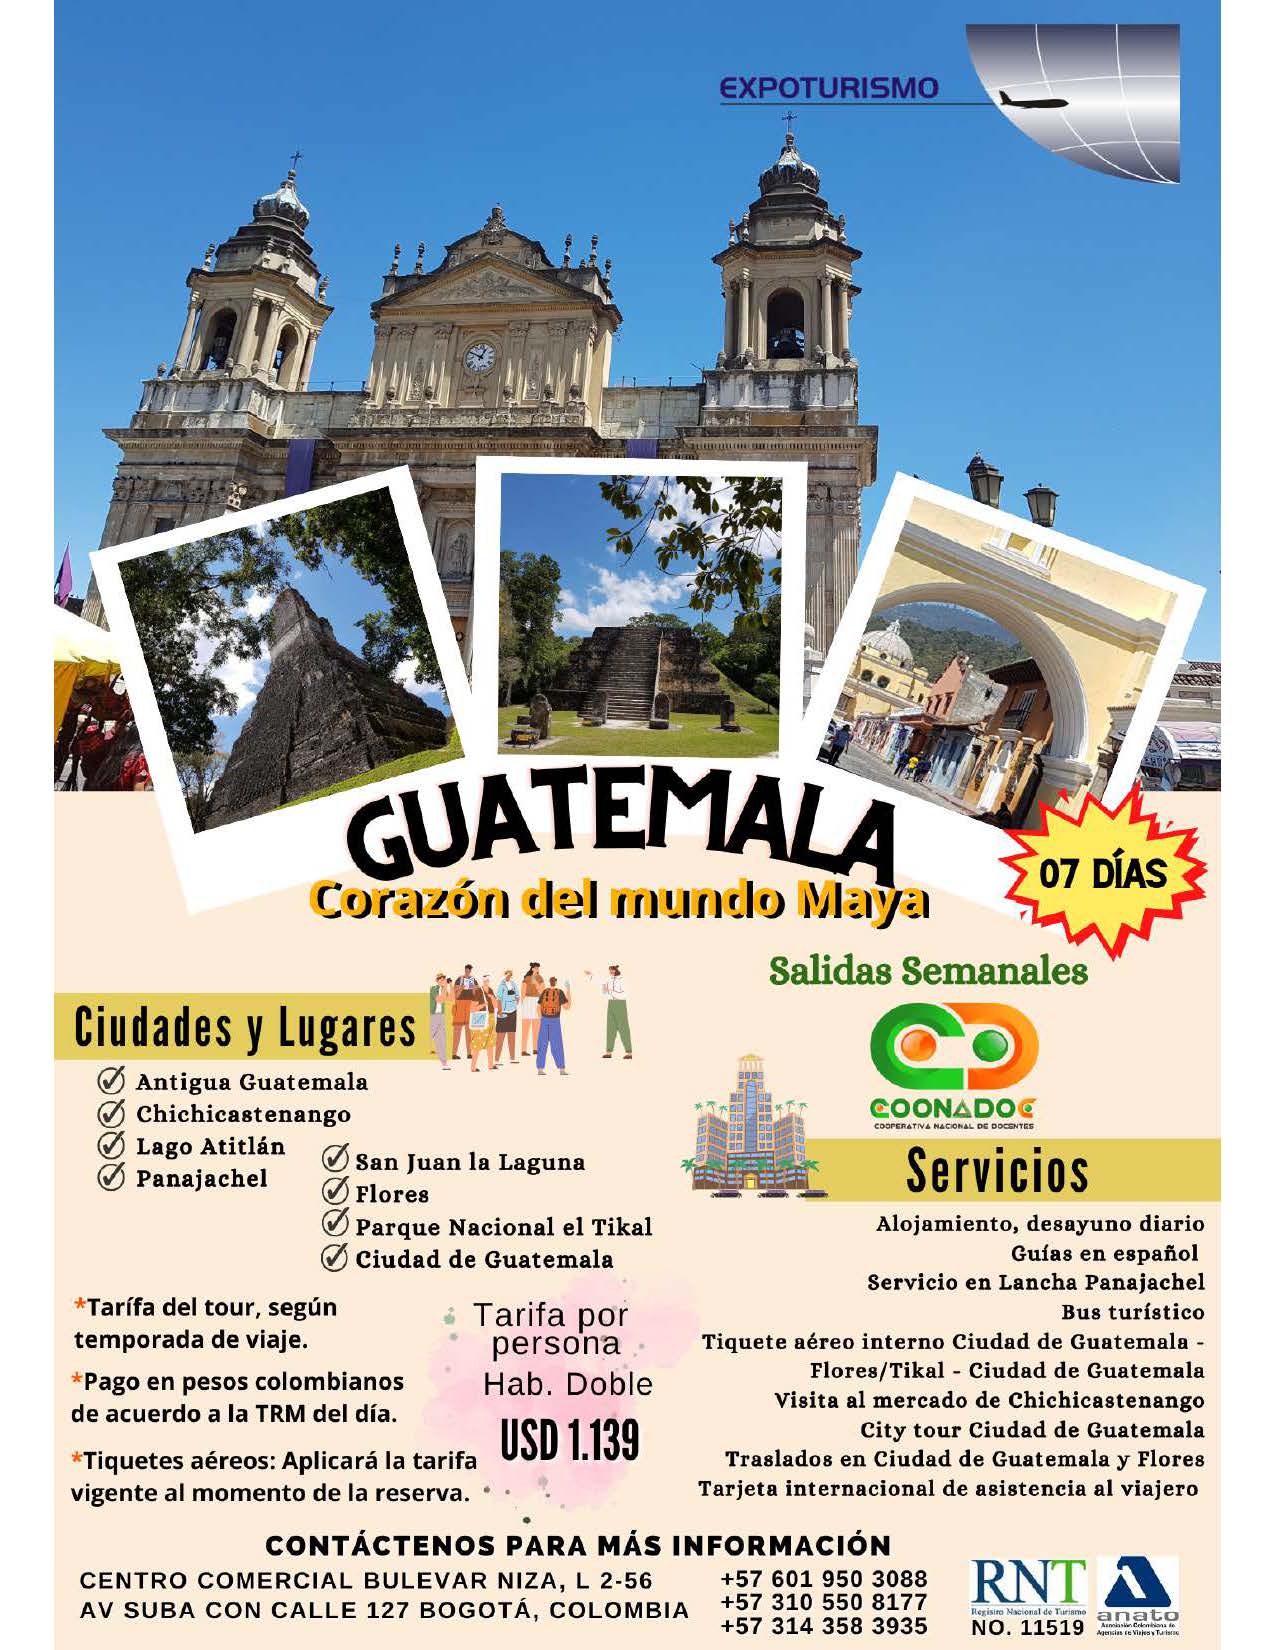 EXPOTURISMO
GUATEMALA
Corazón del mundo Maya
07 DÍAS
Salidas Semanales
COONADOC
COOPERATIVA NACIONAL DE DOCENTES
Ciudades y Lugares
Antigua Guatemala
Chichicastenango
Lago Atitlán
Panajachel
San Juan la Laguna
Flores
Parque Nacional el Tikal
Ciudad de Guatemala
Servicios
Alojamiento, desayuno diario
Guías en español
Servicio en Lancha Panajachel
Bus turístico
Tiquete aéreo interno Ciudad de Guatemala -
Flores/Tikal - Ciudad de Guatemala
Visita al mercado de Chichicastenango
City tour Ciudad de Guatemala
Traslados en Ciudad de Guatemala y Flores
Tarjeta internacional de asistencia al viajero
*Tarífa del tour, según
temporada de viaje.
*Pago en pesos colombianos
de acuerdo a la TRM del día.
*Tiquetes aéreos: Aplicará la tarifa
vigente al momento de la reserva.
Tarifa por
persona
Hab. Doble
USD 1.139
CONTÁCTENOS PARA MÁS INFORMACIÓN
CENTRO COMERCIAL BULEVAR NIZA, L 2-56
AV SUBA CON CALLE 127 BOGOTÁ, COLOMBIA
+57 601 950 3088
+57 310 550 8177
+57 314 358 3935
RNT
Registro Nacional de Turismo
NO. 11519
anato
Asociación Colombiana de
Agencias de Viajes y Turismo